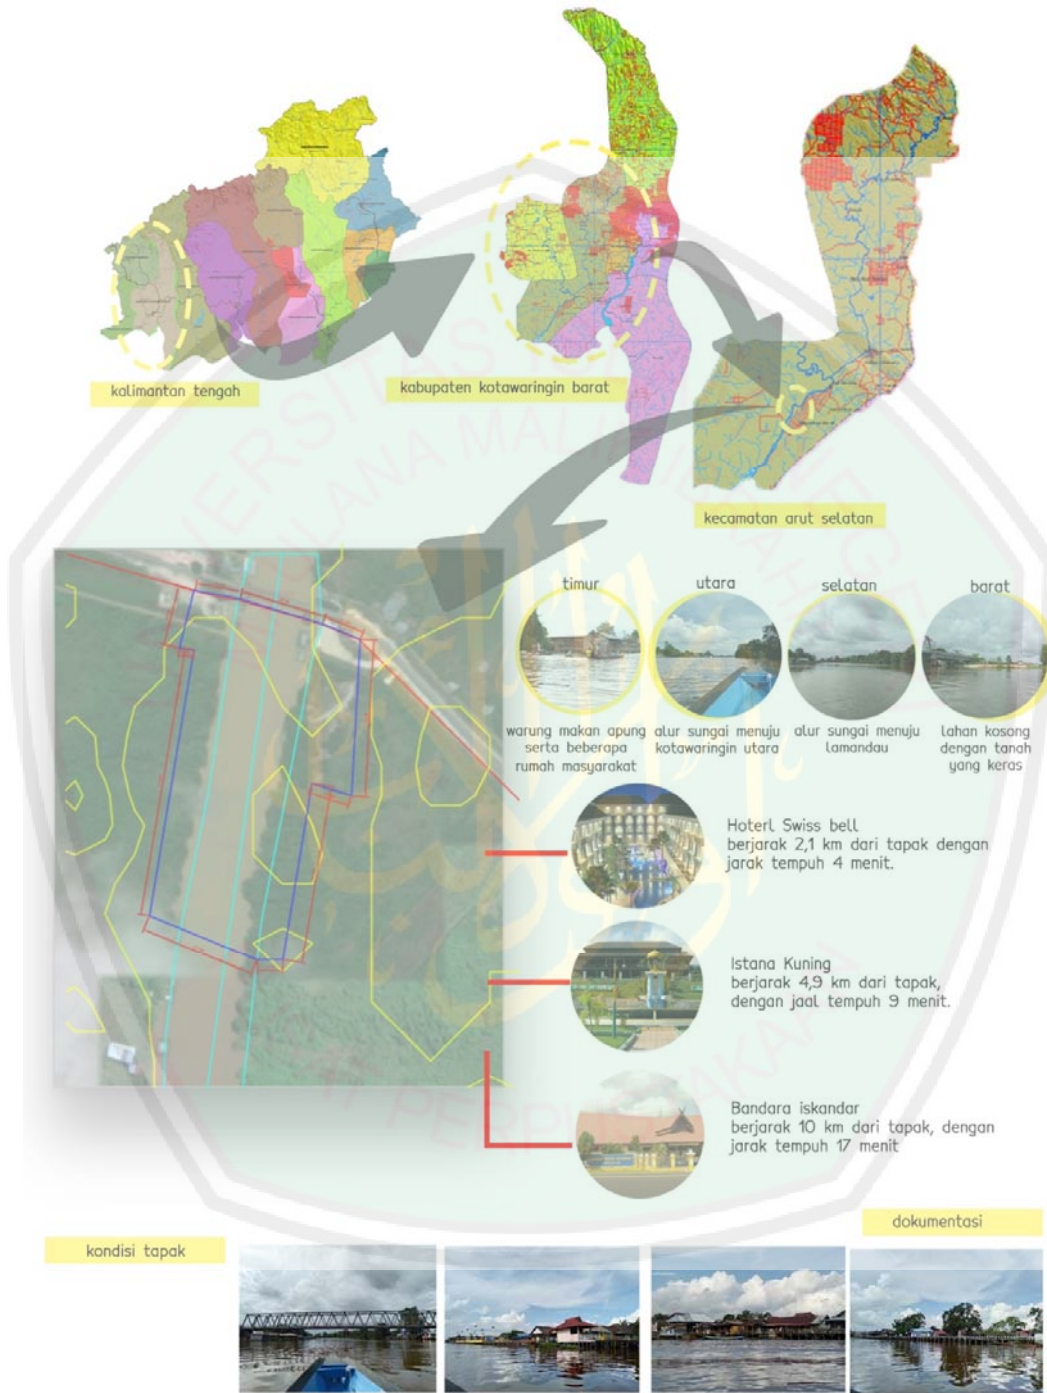 kalimantan tengah
kabupaten kotawaringin barat
kecamatan arut selatan
timur
warung makan apung
serta beberapa
rumah masyarakat
utara
alur sungai menuju
kotawaringin utara
selatan
alur sungai menuju
lamandau
barat
lahan kosong
dengan tanah
yang keras
Hoterl Swiss bell
berjarak 2,1 km dari tapak dengan
jarak tempuh 4 menit.
Istana Kuning
berjarak 4,9 km dari tapak,
dengan jaal tempuh 9 menit.
Bandara iskandar
berjarak 10 km dari tapak, dengan
jarak tempuh 17 menit
dokumentasi
kondisi tapak